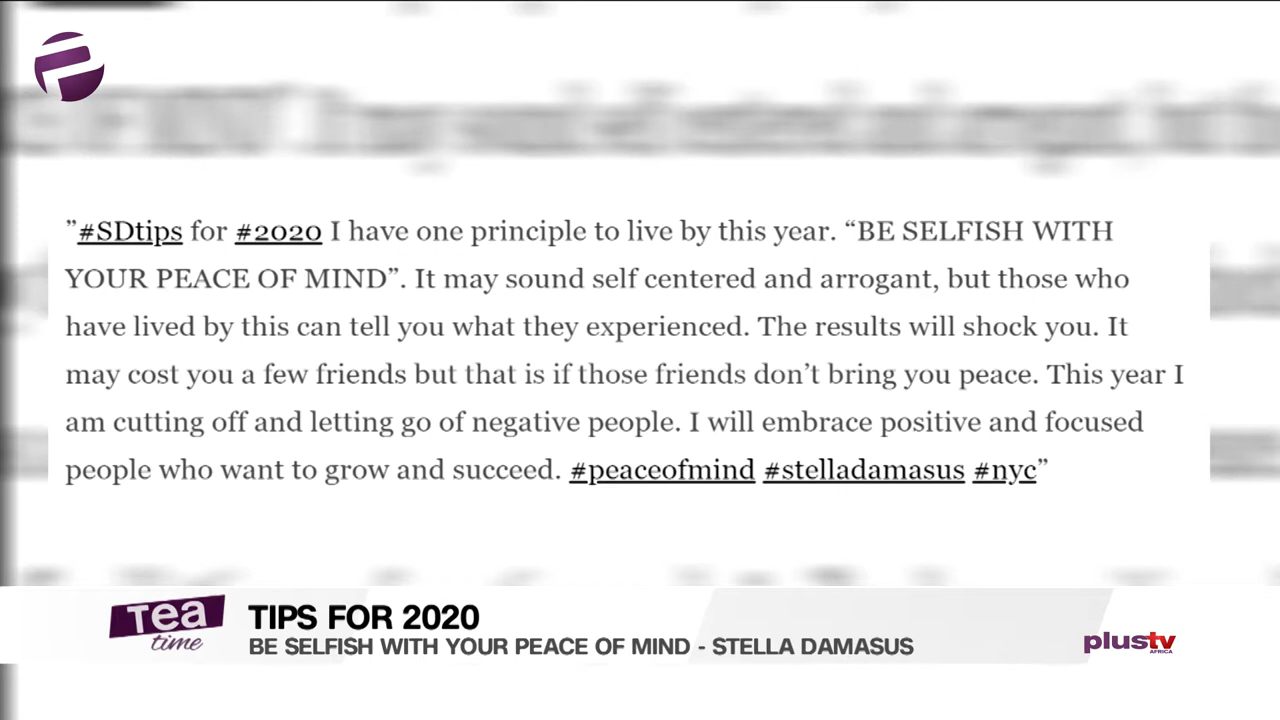 ”#SDtips for #2020 I have one principle to live by this year. “BE SELFISH WITH
YOUR PEACE OF MIND”. It may sound self centered and arrogant, but those who
have lived by this can tell you what they experienced. The results will shock you. It
may cost you a few friends but that is if those friends don’t bring you peace. This year I
am cutting off and letting go of negative people. I will embrace positive and focused
people who want to grow and succeed. #peaceofmind #stelladamasus #nyc”
Tea
time
TIPS FOR 2020
BE SELFISH WITH YOUR PEACE OF MIND - STELLA DAMASUS
plustv
AFRICA